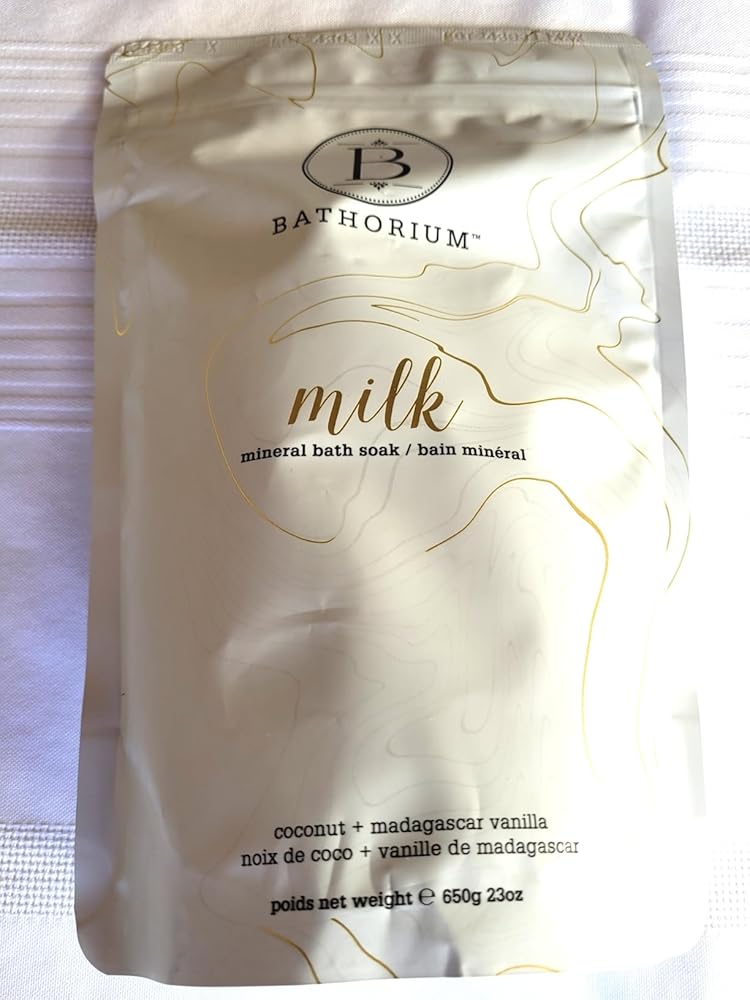 B
BATHORIUM™
milk
mineral bath soak / bain minéral
coconut + madagascar vanilla
noix de coco + vanille de madagascar
poids net weight ℮ 650g 23oz